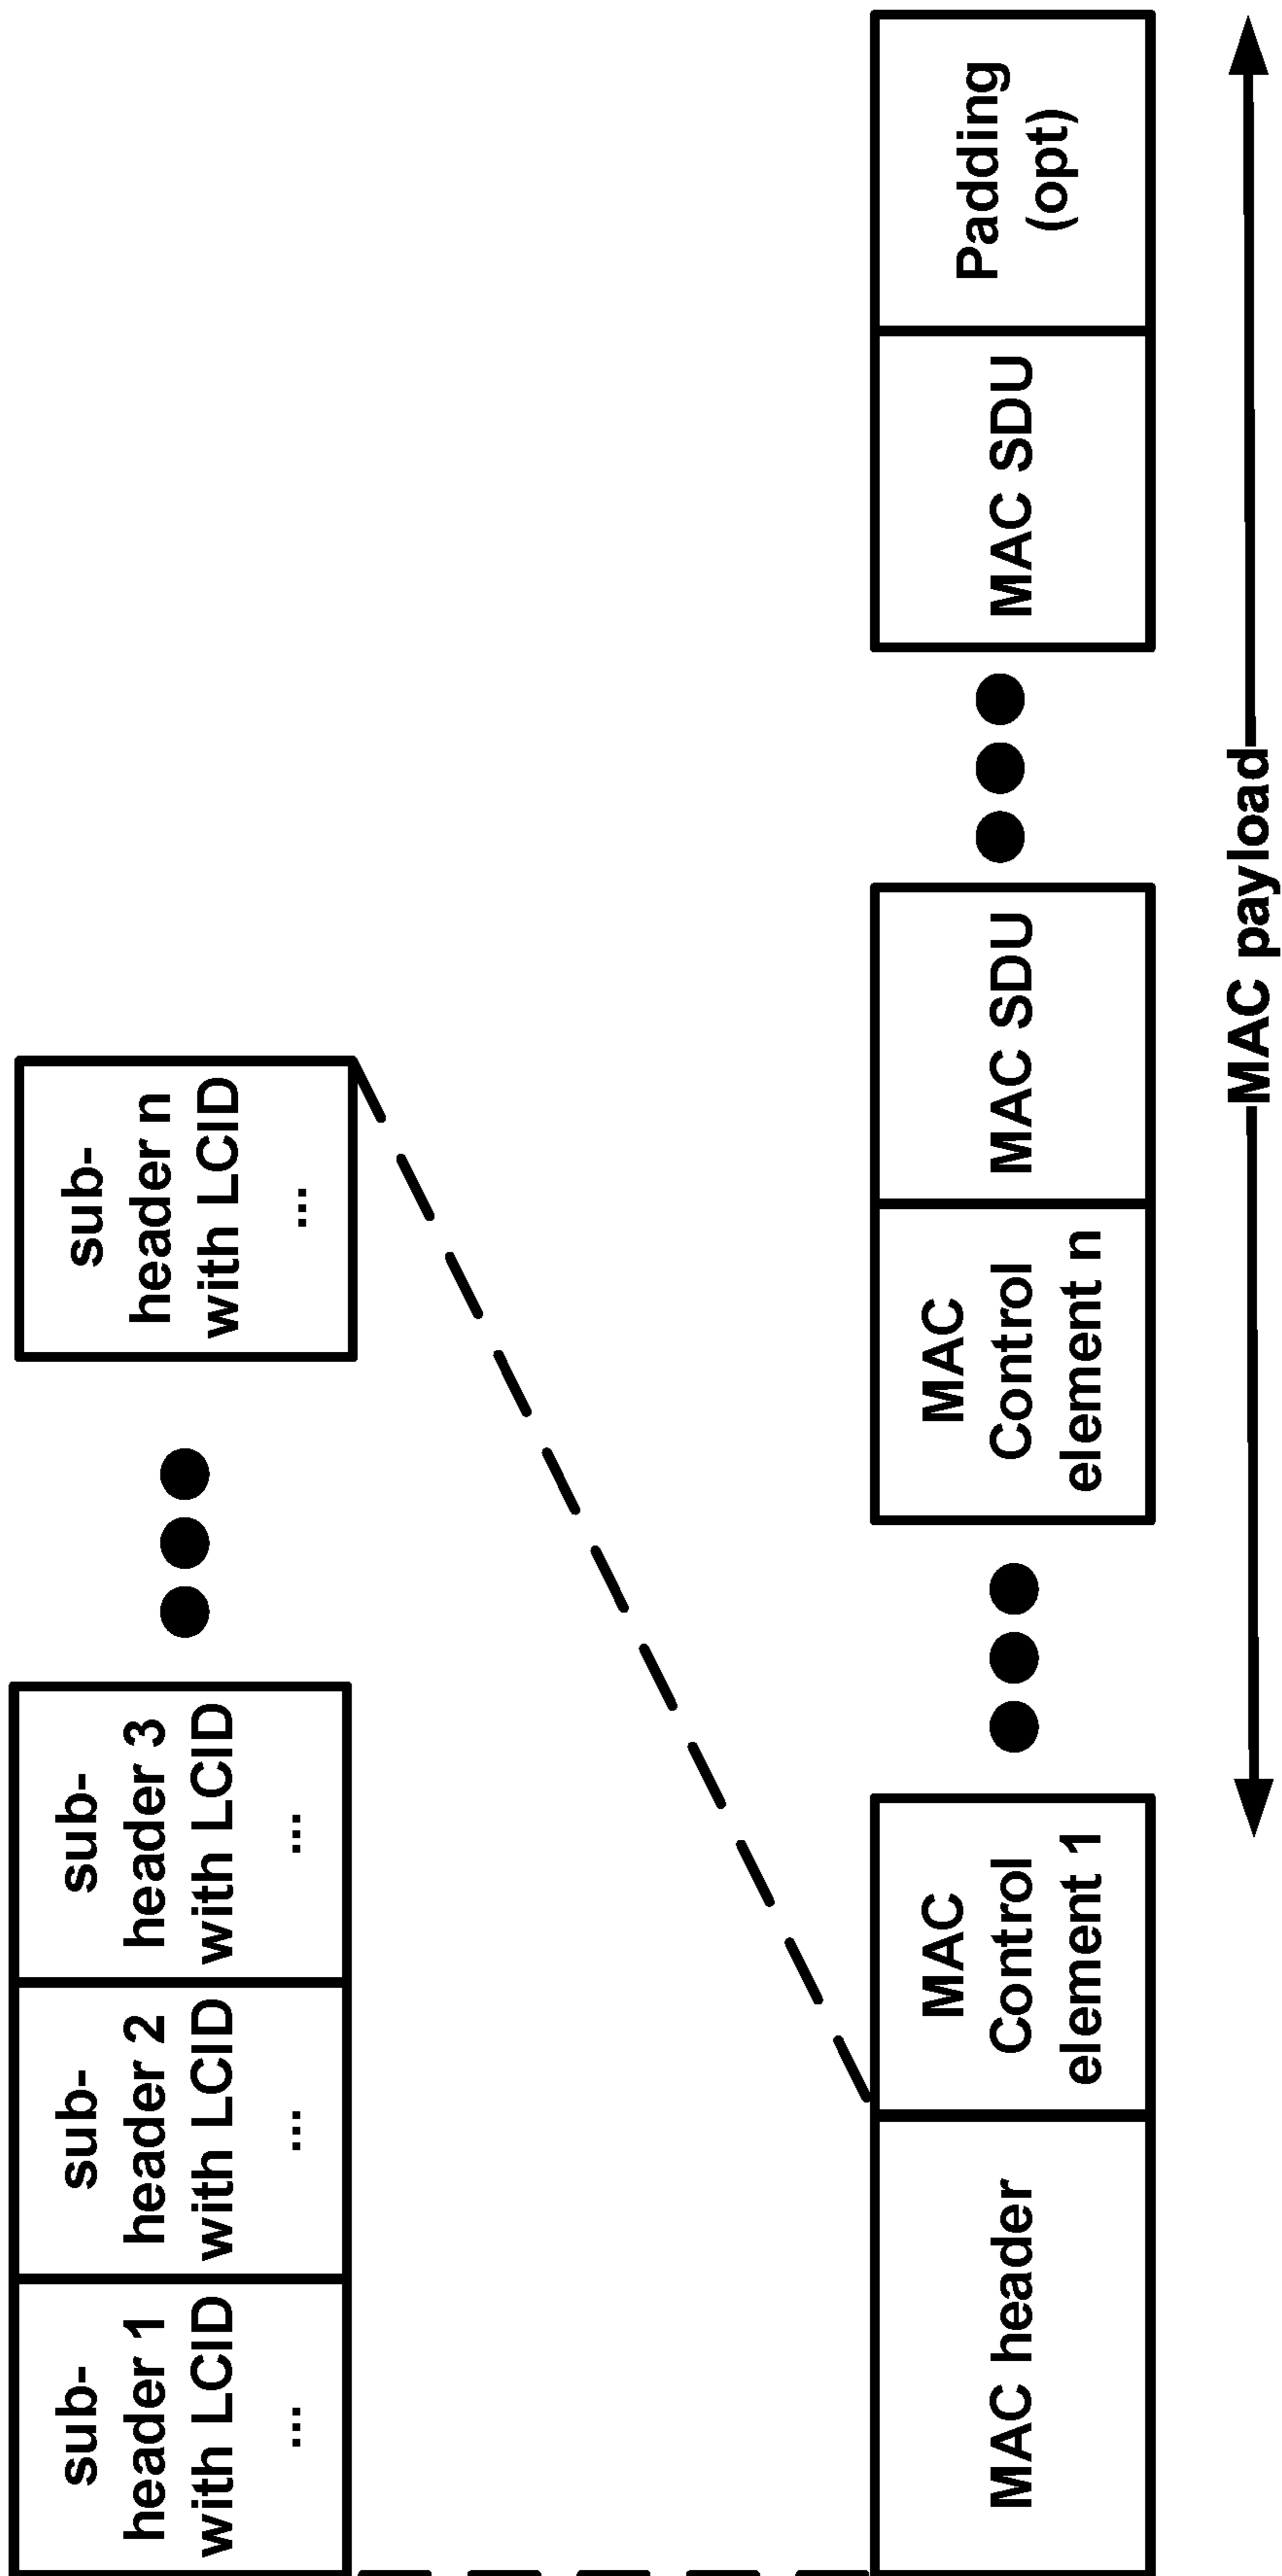 sub-
header 1
with LCID
...
sub-
header 2
with LCID
...
sub-
header 3
with LCID
...
sub-
header n
with LCID
...
MAC header
MAC
Control
element 1
MAC
Control
element n
MAC SDU
MAC SDU
Padding
(opt)
MAC payload